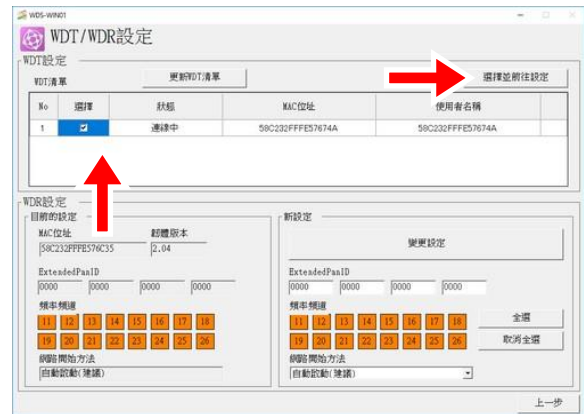 WDS-WIN01
WDT/WDR設定
WDT設定
WDT清單
更新WDT清單
選擇並前往設定
No 選擇 狀態 MAC位址 使用者名稱
1 連線中 58C232FFFE57674A 58C232FFFE57674A
WDR設定
目前的設定
MAC位址 韌體版本
58C232FFFE576C35 2.04
ExtendedPanID
0000 0000 0000 0000
頻率頻道
11 12 13 14 15 16 17 18
19 20 21 22 23 24 25 26
網路開始方法
自動啟動(建議)
新設定
變更設定
ExtendedPanID
0000 0000 0000 0000
頻率頻道
11 12 13 14 15 16 17 18
全選
19 20 21 22 23 24 25 26
取消全選
網路開始方法
自動啟動(建議)
上一步